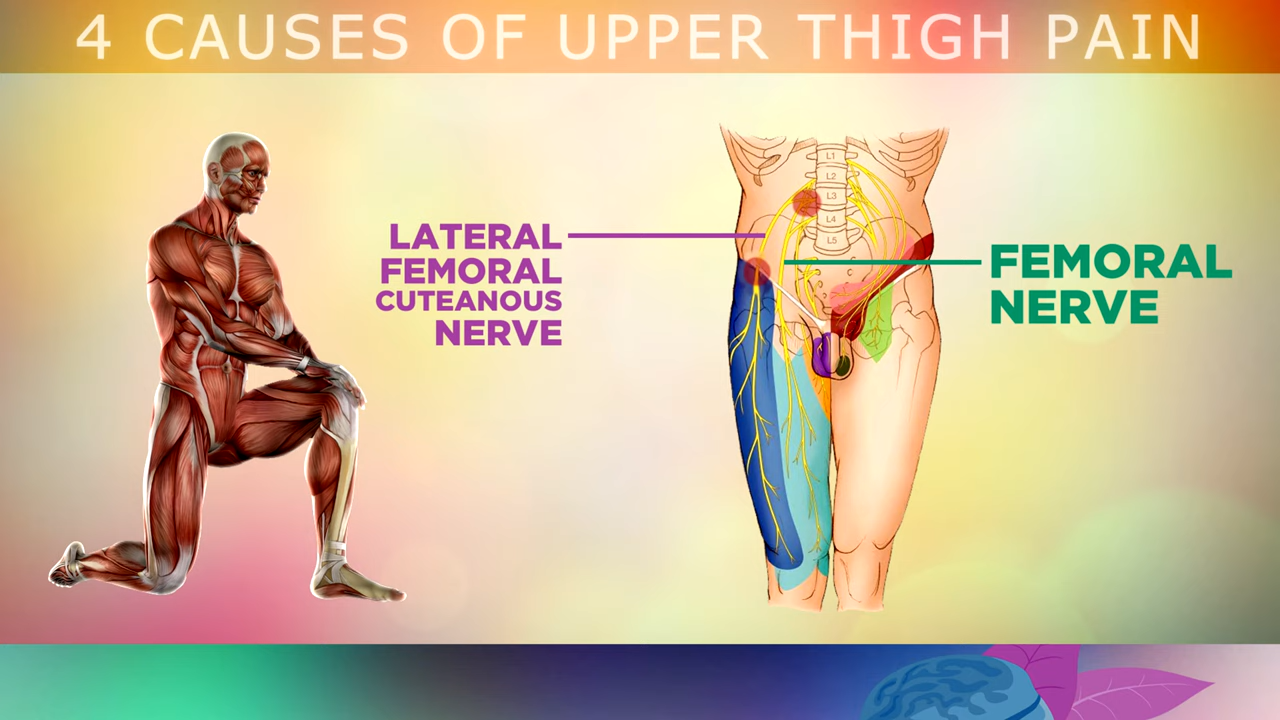 4 CAUSES OF UPPER THIGH PAIN
LATERAL
FEMORAL
CUTEANOUS
NERVE
L1
L2
L3
L4
L5
FEMORAL
NERVE